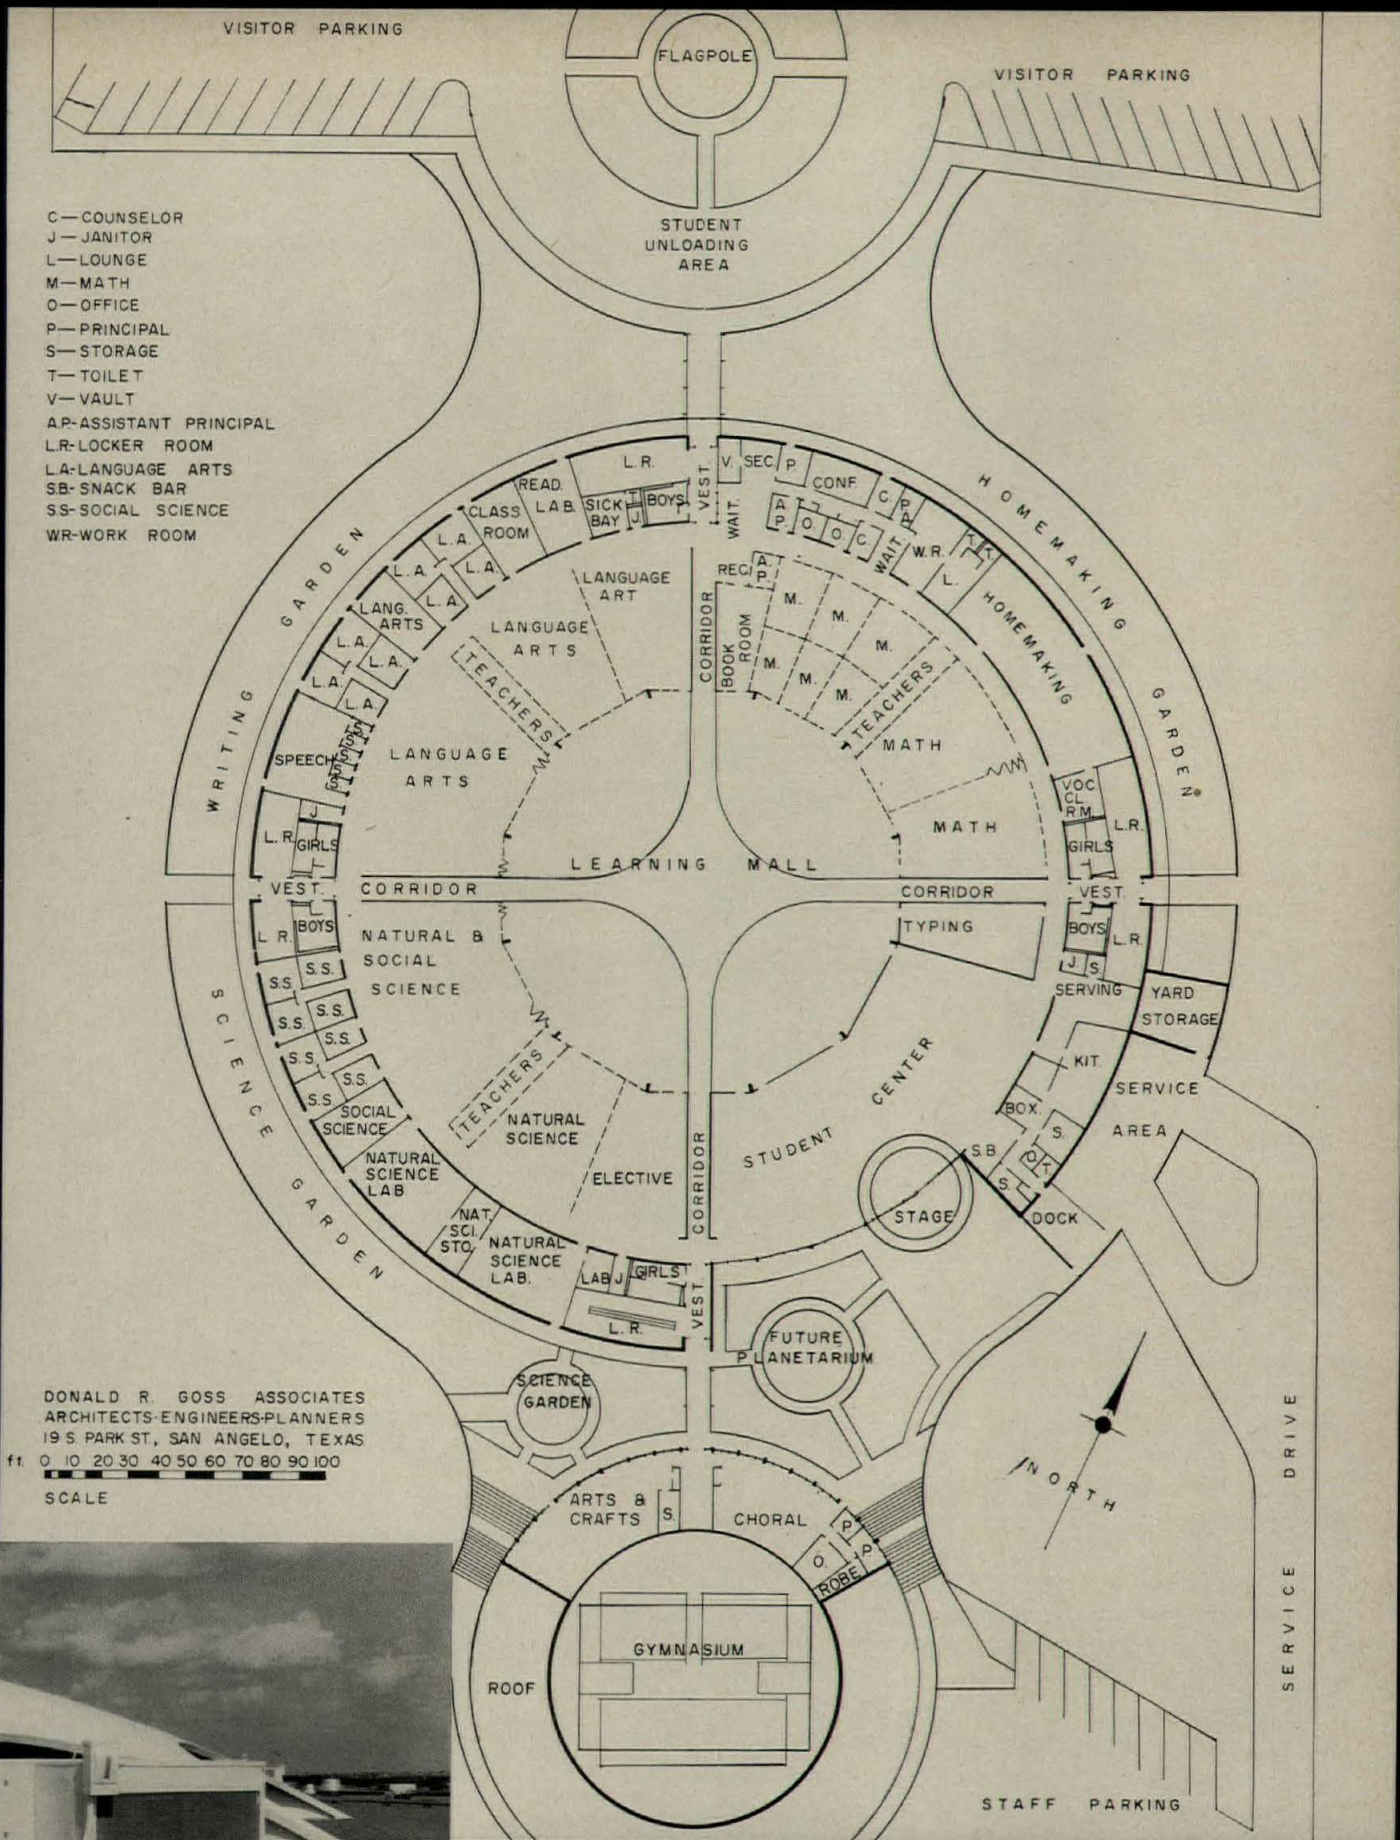 VISITOR PARKING
FLAGPOLE
VISITOR PARKING
STUDENT
UNLOADING
AREA
C—COUNSELOR
J—JANITOR
L—LOUNGE
M—MATH
O—OFFICE
P—PRINCIPAL
S—STORAGE
T—TOILET
V—VAULT
A.P.-ASSISTANT PRINCIPAL
L.R.-LOCKER ROOM
L.A.-LANGUAGE ARTS
S.B.-SNACK BAR
S.S.-SOCIAL SCIENCE
W.R.-WORK ROOM
WRITING GARDEN
HOMEMAKING GARDEN
L.R.
READ.
LAB.
SICK
BAY
T.
J.
BOYS
VEST.
V.
SEC.
P.
CONF.
C.
P.
A.
WAIT.
A.
P.
O.
O.
C.
WAIT.
W.R.
T.
T.
L.
CLASS
ROOM
L.A.
L.A.
L.A.
L.A.
LANG.
ARTS
L.A.
L.A.
L.A.
L.A.
SPEECH
S
S
S
S
S
L.R.
J
GIRLS
LANGUAGE
ART
LANGUAGE
ARTS
TEACHERS
LANGUAGE
ARTS
CORRIDOR
REC.
A.
P.
BOOK
ROOM
M.
M.
M.
M.
M.
M.
TEACHERS
MATH
MATH
HOMEMAKING
VOC.
CL.
RM.
L.R.
GIRLS
LEARNING MALL
VEST.
CORRIDOR
CORRIDOR
VEST.
L.R.
BOYS
NATURAL &
SOCIAL
SCIENCE
TYPING
BOYS
L.R.
J
S
SERVING
YARD
STORAGE
S.S.
S.S.
S.S.
S.S.
S.S.
S.S.
S.S.
S.S.
SOCIAL
SCIENCE
NATURAL
SCIENCE
LAB
NAT.
SCI.
STO.
NATURAL
SCIENCE
LAB.
TEACHERS
NATURAL
SCIENCE
ELECTIVE
CORRIDOR
STUDENT CENTER
KIT.
BOX.
S.
O.
T.
S.
S.B.
STAGE
DOCK
SERVICE
AREA
SCIENCE GARDEN
LAB
J
GIRLS
L.R.
VEST.
FUTURE
PLANETARIUM
SCIENCE
GARDEN
DONALD R. GOSS ASSOCIATES
ARCHITECTS·ENGINEERS·PLANNERS
19 S. PARK ST., SAN ANGELO, TEXAS
ft. 0 10 20 30 40 50 60 70 80 90 100
SCALE
NORTH
SERVICE DRIVE
ARTS &
CRAFTS
S.
CHORAL
P
P
O.
ROBE
GYMNASIUM
ROOF
STAFF PARKING